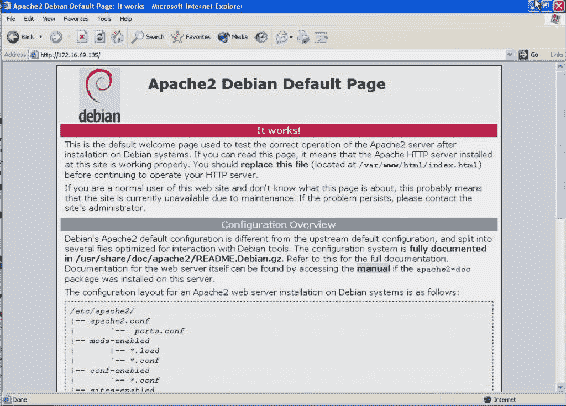 Apache2 Debian Default Page: It works - Microsoft Internet Explorer
File Edit View Favorites Tools Help
Back Search Favorites Media
Address http://172.16.69.135/ Go Links
debian
Apache2 Debian Default Page
It works!
This is the default welcome page used to test the correct operation of the Apache2 server after
installation on Debian systems. If you can read this page, it means that the Apache HTTP server installed
at this site is working properly. You should replace this file (located at /var/www/html/index.html)
before continuing to operate your HTTP server.
If you are a normal user of this web site and don't know what this page is about, this probably means
that the site is currently unavailable due to maintenance. If the problem persists, please contact the
site's administrator.
Configuration Overview
Debian's Apache2 default configuration is different from the upstream default configuration, and split into
several files optimized for interaction with Debian tools. The configuration system is fully documented
in /usr/share/doc/apache2/README.Debian.gz. Refer to this for the full documentation.
Documentation for the web server itself can be found by accessing the manual if the apache2-doc
package was installed on this server.
The configuration layout for an Apache2 web server installation on Debian systems is as follows:
/etc/apache2/
|-- apache2.conf
| `-- ports.conf
|-- mods-enabled
| |-- *.load
| `-- *.conf
|-- conf-enabled
| `-- *.conf
|-- sites-enabled
Done Internet